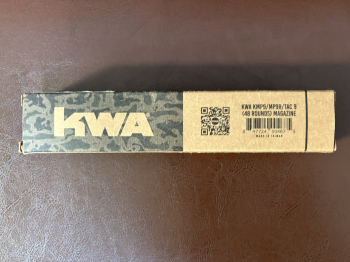 KWA
KWA KMP9/MP9R/TAC 9
(48 ROUNDS) MAGAZINE
MADE IN TAIWAN